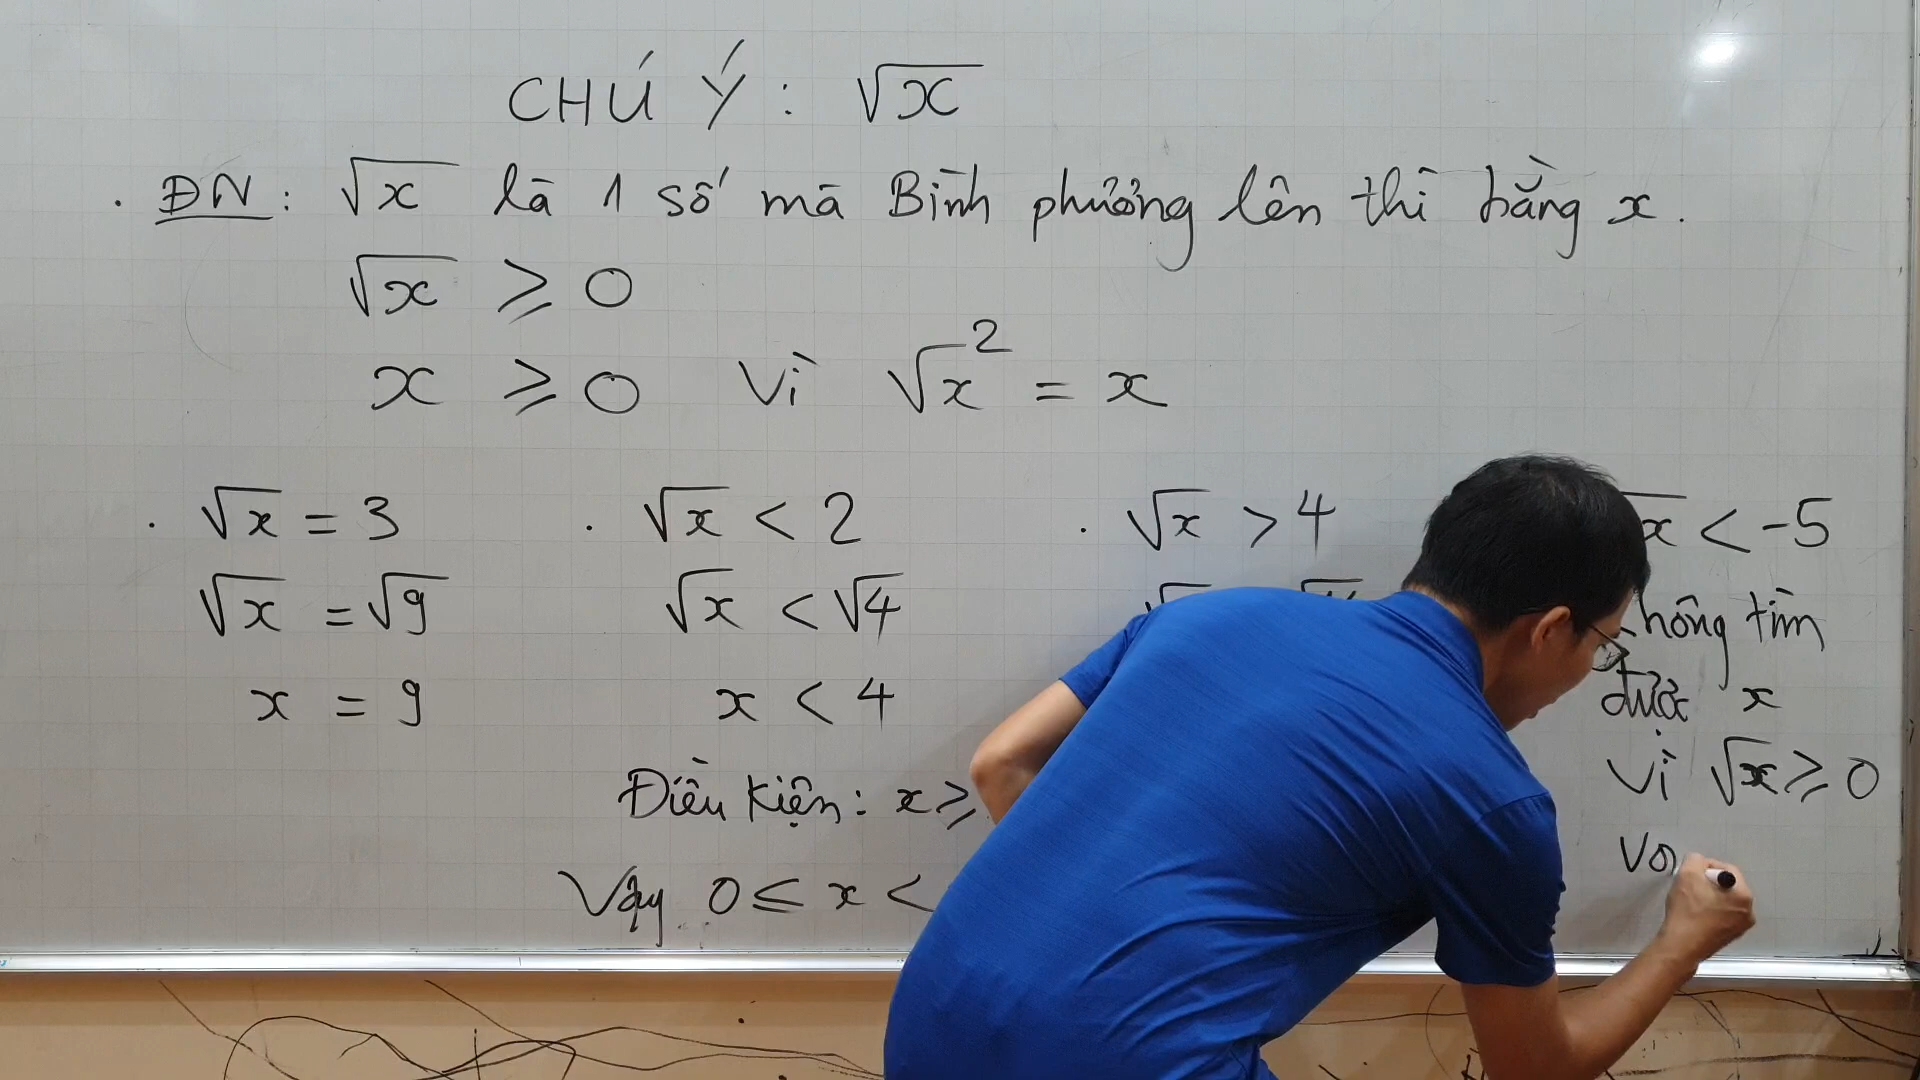 CHÚ Ý: √x
. ĐN: √x là 1 số mà Bình phương lên thì bằng x.
√x ⩾ 0
x ⩾ 0 Vì √x² = x
. √x = 3
√x = √9
x = 9
. √x < 2
√x < √4
x < 4
Điều kiện: x ⩾
Vậy 0 ≤ x <
. √x > 4
x < -5
hông tìm
được x
Vì √x ⩾ 0
Vơ